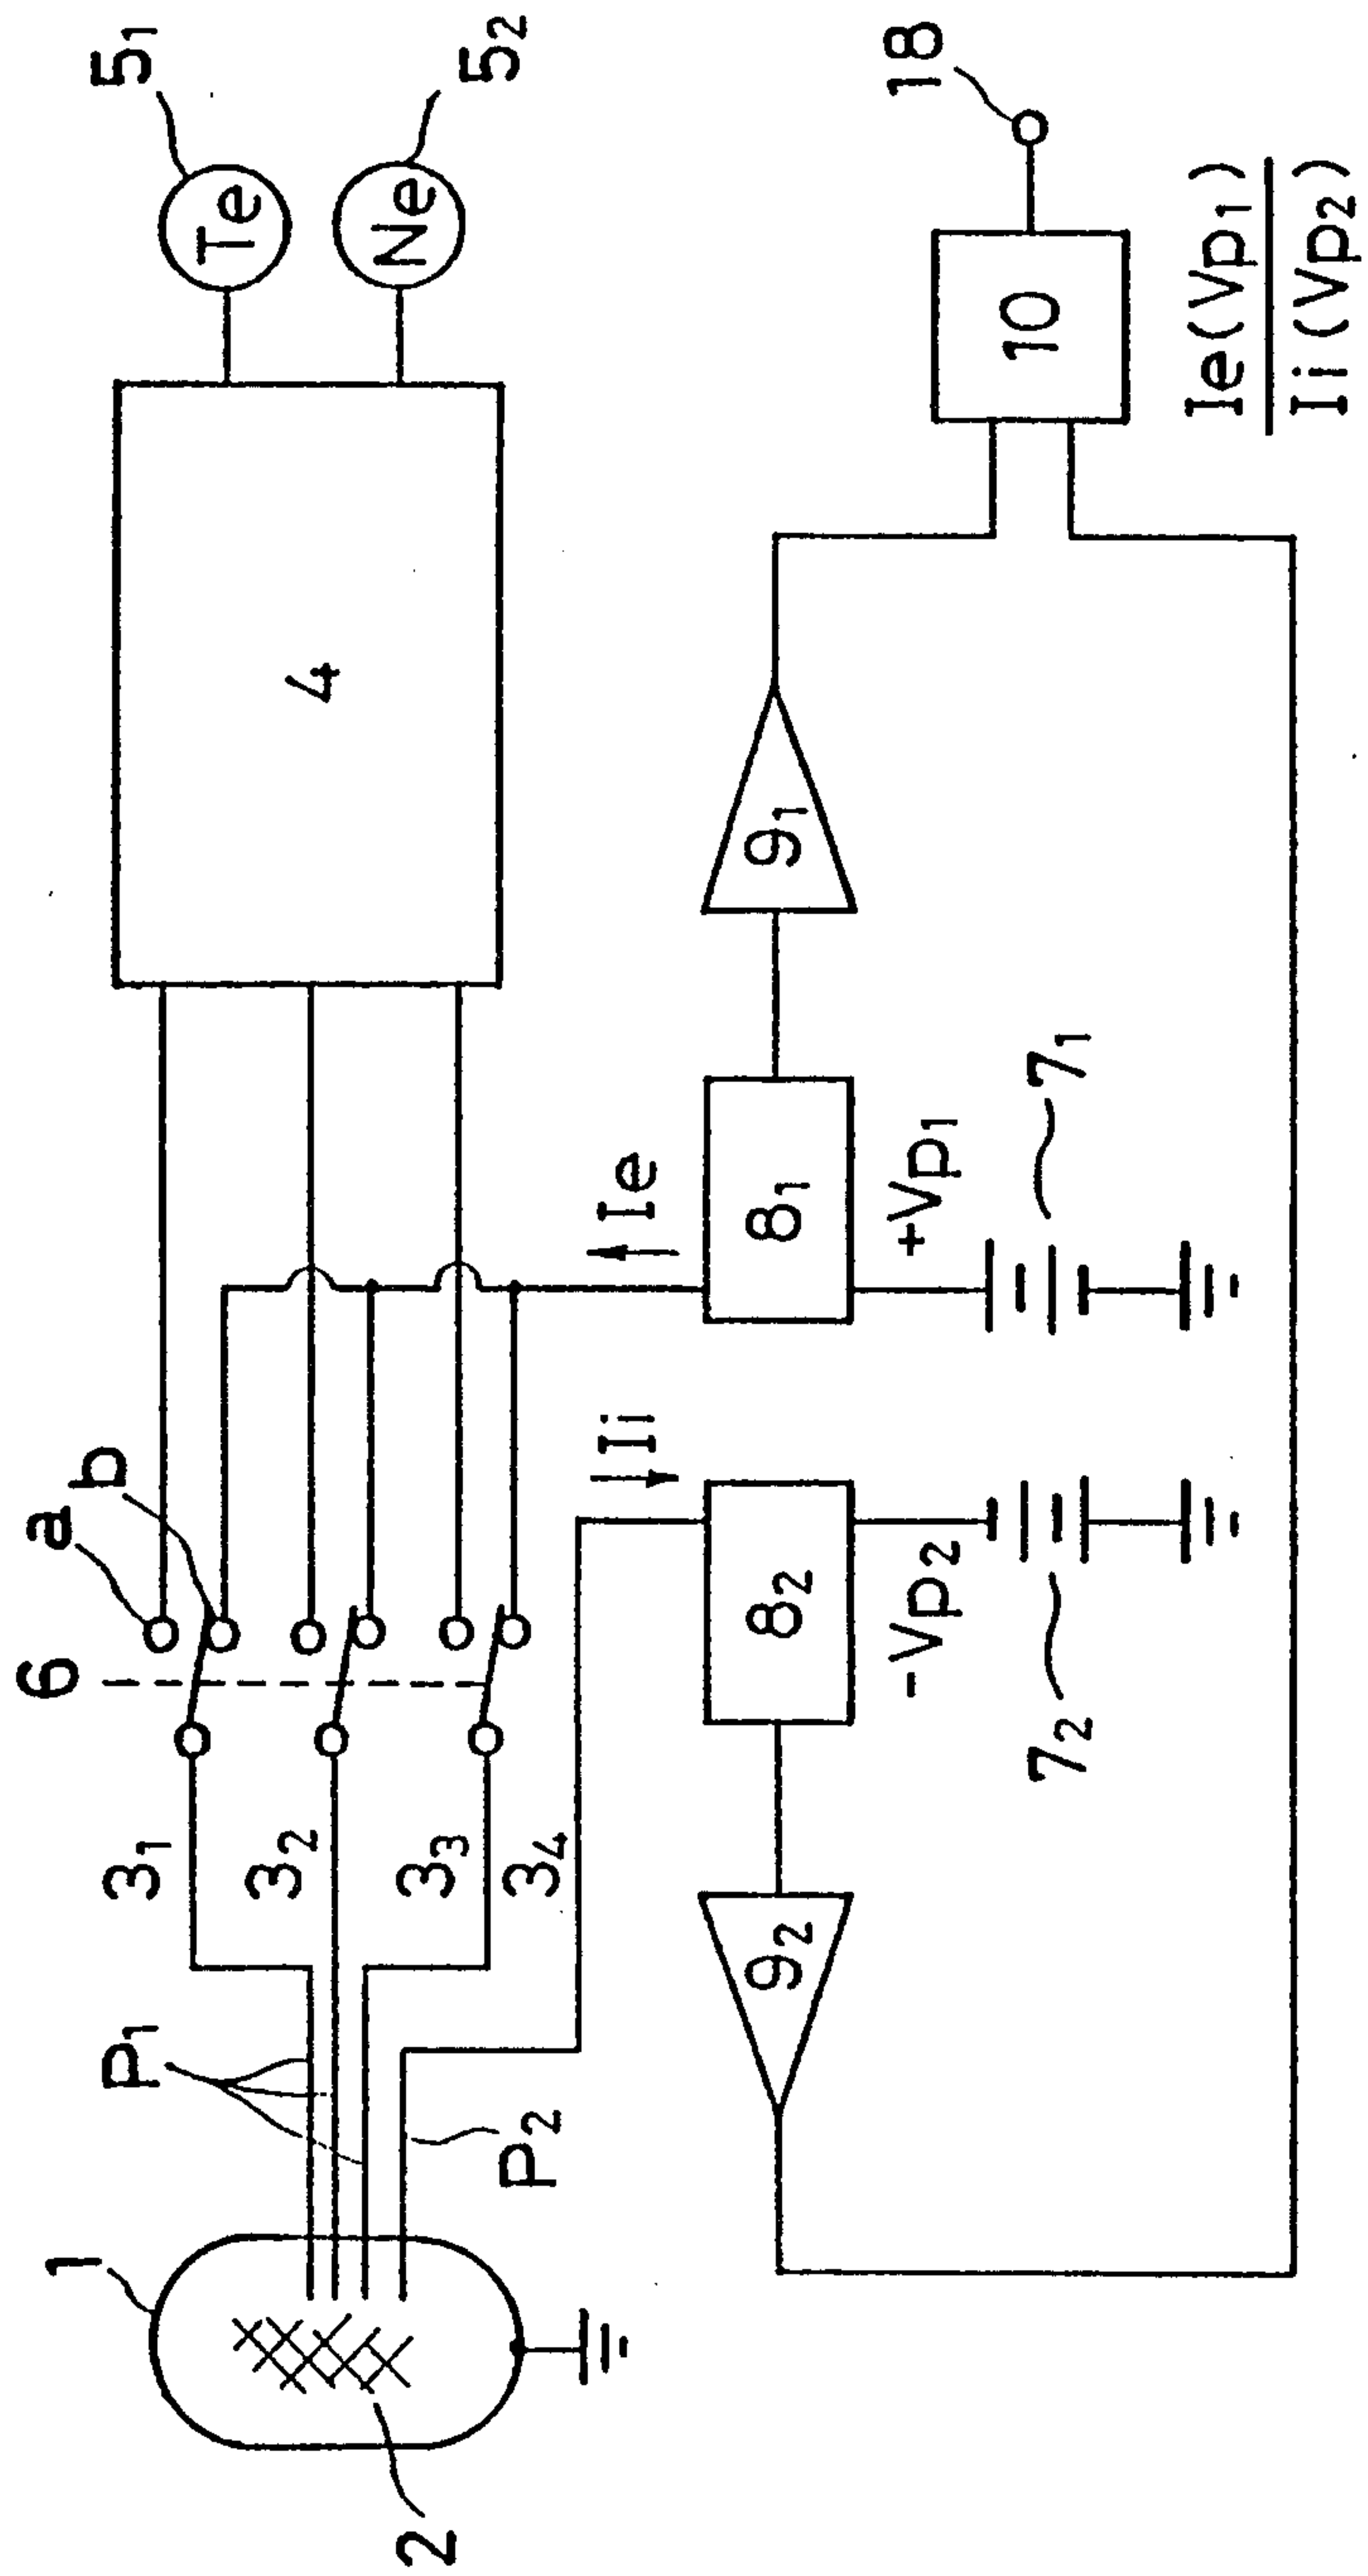 1
2
P₁
P₂
3₁
3₂
3₃
3₄
6
a
b
4
Te
Ne
5₁
5₂
Ii
Ie
8₂
8₁
-Vp₂
+Vp₁
7₂
7₁
9₂
9₁
10
18
Ie(Vp₁)
Ii(Vp₂)